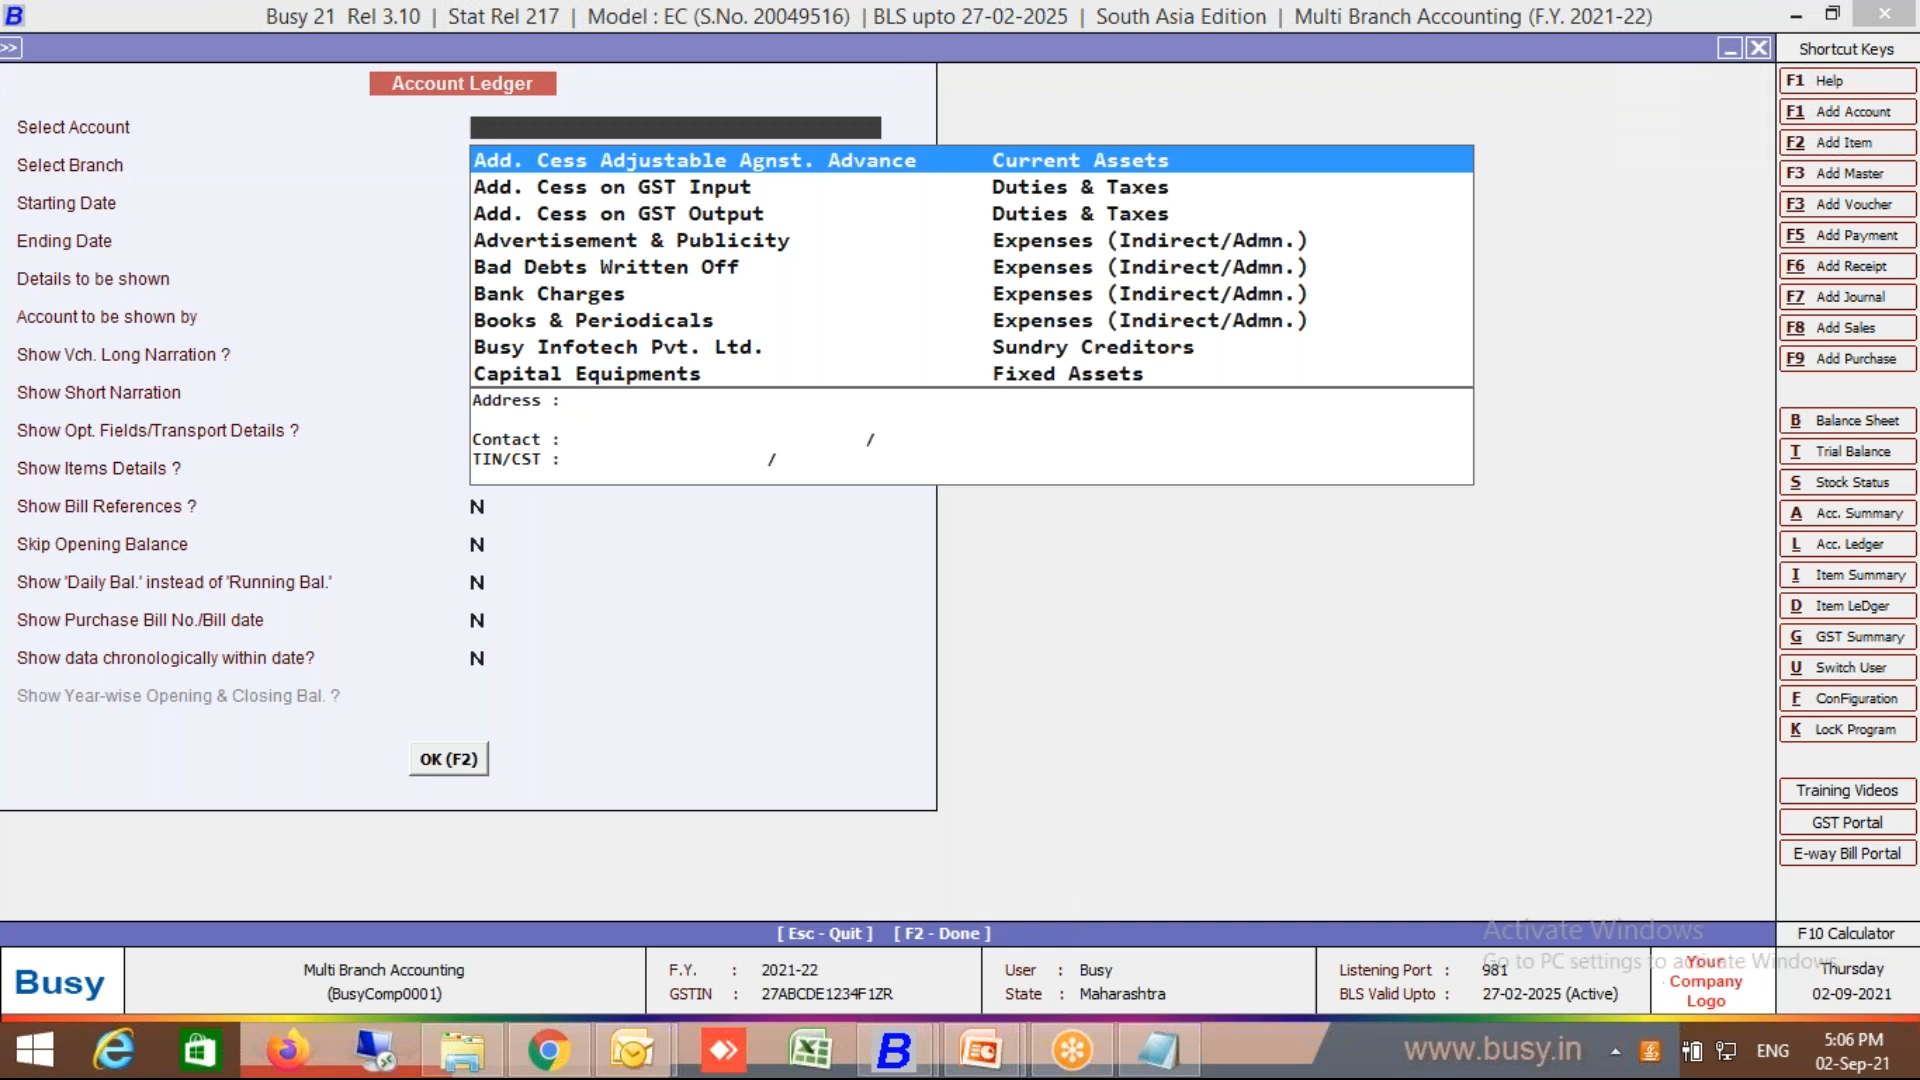 B Busy 21 Rel 3.10 | Stat Rel 217 | Model : EC (S.No. 20049516) | BLS upto 27-02-2025 | South Asia Edition | Multi Branch Accounting (F.Y. 2021-22)
>>
Shortcut Keys
Account Ledger
Select Account
Select Branch
Starting Date
Ending Date
Details to be shown
Account to be shown by
Show Vch. Long Narration ?
Show Short Narration
Show Opt. Fields/Transport Details ?
Show Items Details ?
Show Bill References ? N
Skip Opening Balance N
Show 'Daily Bal.' instead of 'Running Bal.' N
Show Purchase Bill No./Bill date N
Show data chronologically within date? N
Show Year-wise Opening & Closing Bal. ?
OK (F2)
Add. Cess Adjustable Agnst. Advance Current Assets
Add. Cess on GST Input Duties & Taxes
Add. Cess on GST Output Duties & Taxes
Advertisement & Publicity Expenses (Indirect/Admn.)
Bad Debts Written Off Expenses (Indirect/Admn.)
Bank Charges Expenses (Indirect/Admn.)
Books & Periodicals Expenses (Indirect/Admn.)
Busy Infotech Pvt. Ltd. Sundry Creditors
Capital Equipments Fixed Assets
Address :
Contact : /
TIN/CST : /
F1 Help
F1 Add Account
F2 Add Item
F3 Add Master
F3 Add Voucher
F5 Add Payment
F6 Add Receipt
F7 Add Journal
F8 Add Sales
F9 Add Purchase
B Balance Sheet
T Trial Balance
S Stock Status
A Acc. Summary
L Acc. Ledger
I Item Summary
D Item LeDger
G GST Summary
U Switch User
F ConFiguration
K LocK Program
Training Videos
GST Portal
E-way Bill Portal
[ Esc - Quit ] [ F2 - Done ]
Activate Windows
Go to PC settings to activate Windows.
F10 Calculator
Busy
Multi Branch Accounting
(BusyComp0001)
F.Y. : 2021-22
GSTIN : 27ABCDE1234F1ZR
User : Busy
State : Maharashtra
Listening Port : 981
BLS Valid Upto : 27-02-2025 (Active)
Your
Company
Logo
Thursday
02-09-2021
www.busy.in
ENG
5:06 PM
02-Sep-21